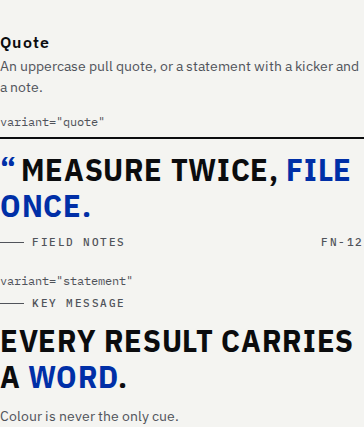 Quote
An uppercase pull quote, or a statement with a kicker and
a note.
variant="quote"
“ MEASURE TWICE, FILE
ONCE.
FIELD NOTES FN-12
variant="statement"
KEY MESSAGE
EVERY RESULT CARRIES
A WORD.
Colour is never the only cue.